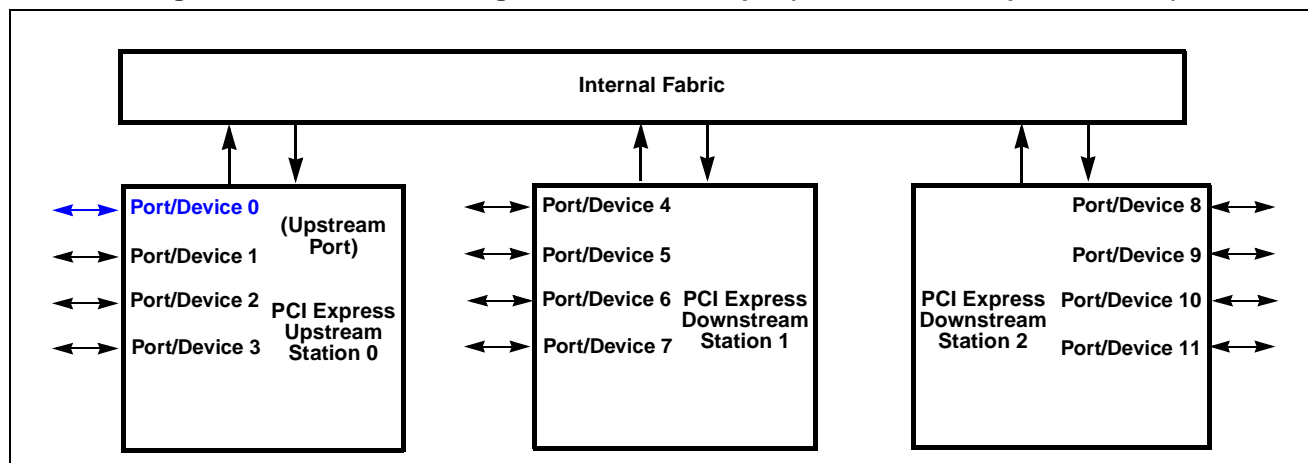 Internal Fabric
Port/Device 0
(Upstream
Port)
Port/Device 1
Port/Device 2
Port/Device 3
PCI Express
Upstream
Station 0
Port/Device 4
Port/Device 5
Port/Device 6
Port/Device 7
PCI Express
Downstream
Station 1
PCI Express
Downstream
Station 2
Port/Device 8
Port/Device 9
Port/Device 10
Port/Device 11